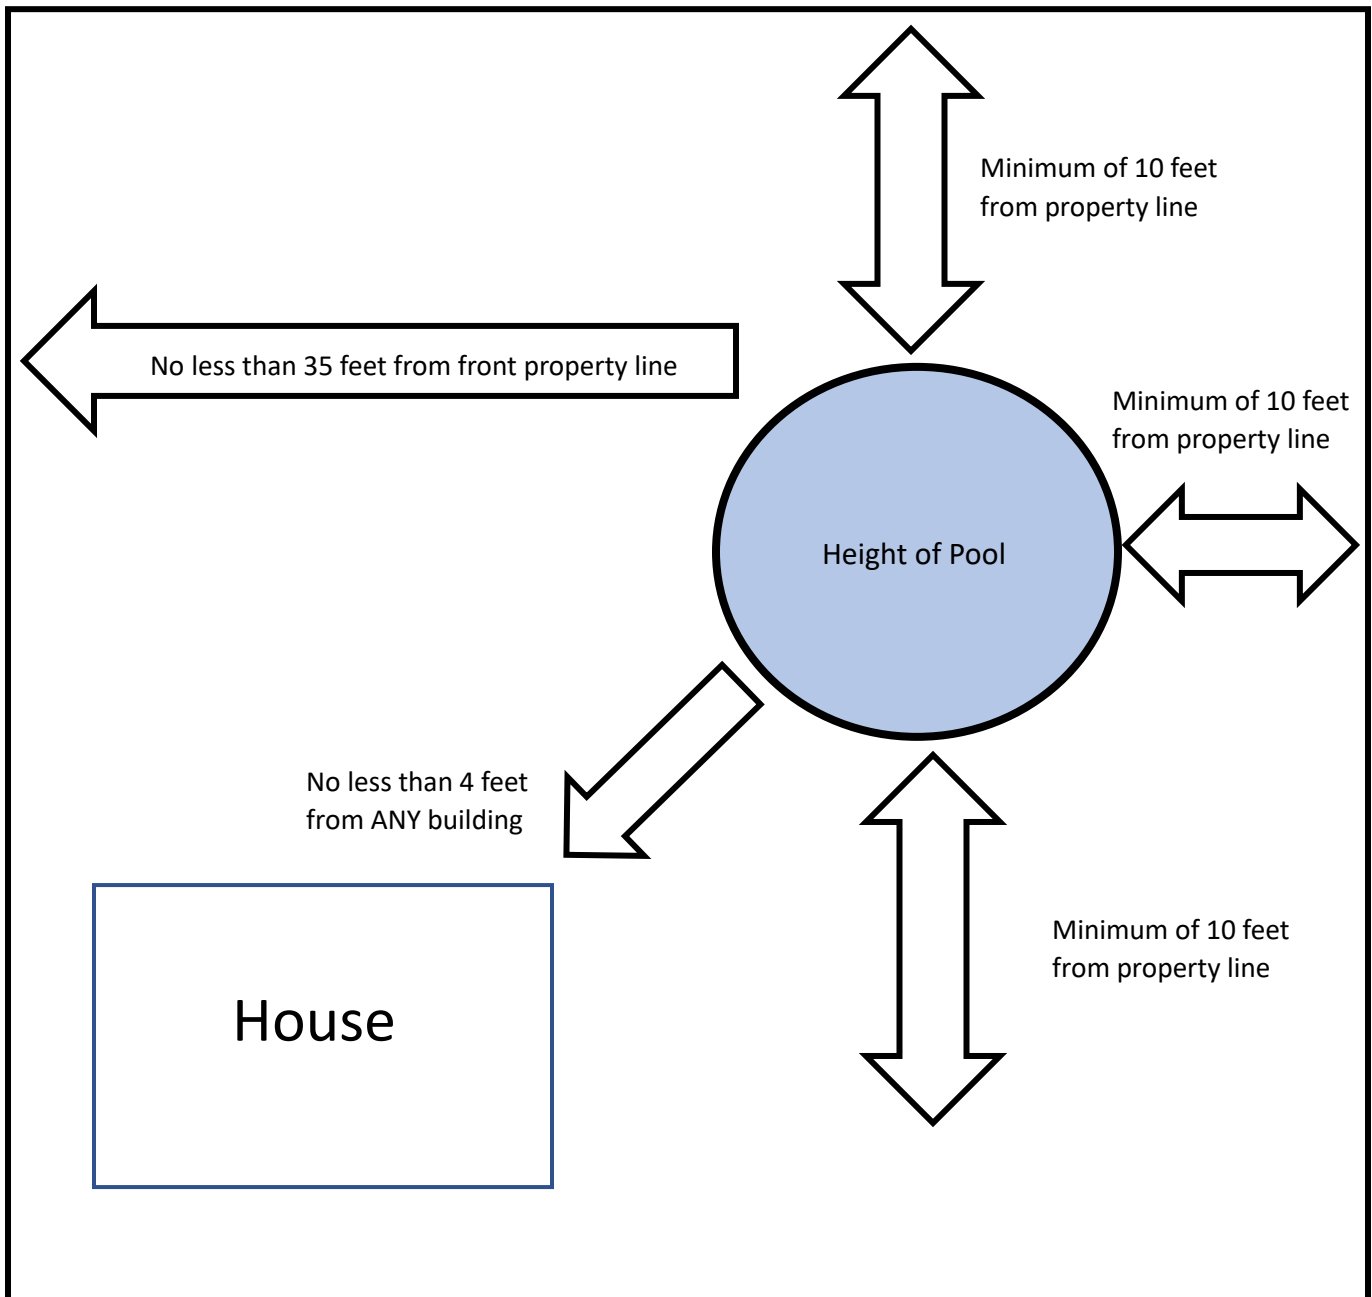 Minimum of 10 feet
from property line
No less than 35 feet from front property line
Minimum of 10 feet
from property line
Height of Pool
No less than 4 feet
from ANY building
Minimum of 10 feet
from property line
House